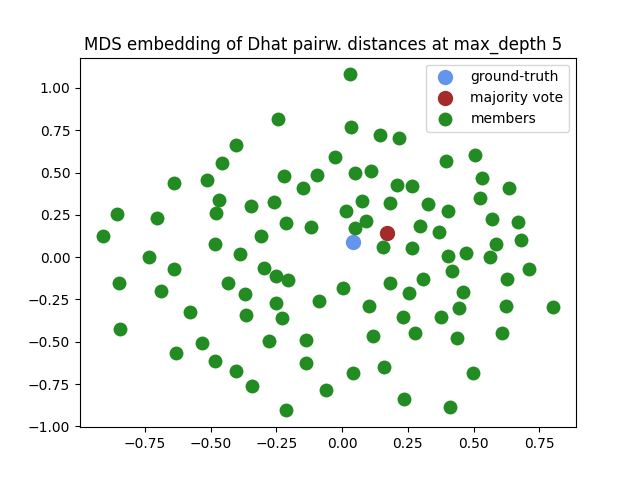 MDS embedding of Dhat pairw. distances at max_depth 5
ground-truth
majority vote
members
1.00
0.75
0.50
0.25
0.00
−0.25
−0.50
−0.75
−1.00
−0.75 −0.50 −0.25 0.00 0.25 0.50 0.75